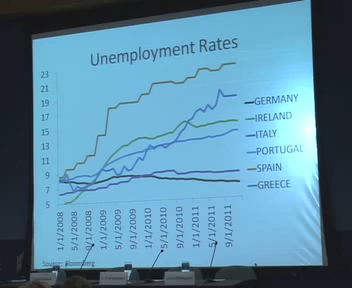 Unemployment Rates
23
21
19
17
15
13
11
9
7
5
1/1/2008
5/1/2008
9/1/2008
1/1/2009
5/1/2009
9/1/2009
1/1/2010
5/1/2010
9/1/2010
1/1/2011
5/1/2011
9/1/2011
GERMANY
IRELAND
ITALY
PORTUGAL
SPAIN
GREECE
Source: Bloomberg